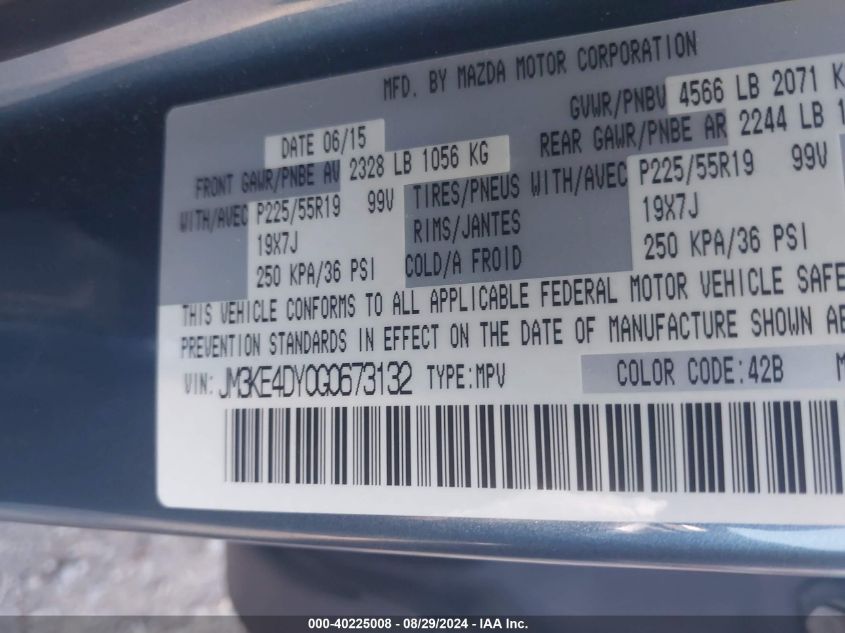 MFD. BY MAZDA MOTOR CORPORATION
DATE 06/15 GVWR/PNBV 4566 LB 2071 K
FRONT GAWR/PNBE AV 2328 LB 1056 KG REAR GAWR/PNBE AR 2244 LB 1
WITH/AVEC P225/55R19 99V TIRES/PNEUS WITH/AVEC P225/55R19 99V
19X7J RIMS/JANTES 19X7J
250 KPA/36 PSI COLD/A FROID 250 KPA/36 PSI
THIS VEHICLE CONFORMS TO ALL APPLICABLE FEDERAL MOTOR VEHICLE SAFE
PREVENTION STANDARDS IN EFFECT ON THE DATE OF MANUFACTURE SHOWN AB
VIN: JM3KE4DY0G0673132 TYPE:MPV COLOR CODE:42B M
000-40225008 - 08/29/2024 - IAA Inc.